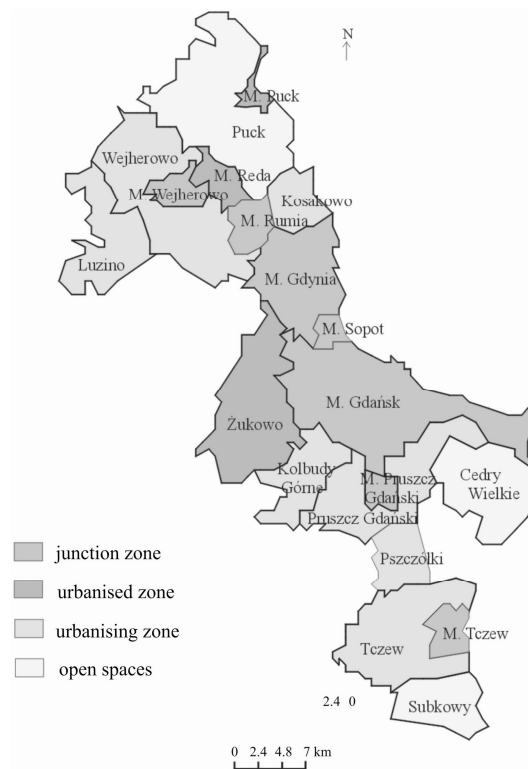 N
M. Puck
Puck
Wejherowo
M. Reda
M. Wejherowo
Kosakowo
M. Rumia
Luzino
M. Gdynia
M. Sopot
M. Gdańsk
Żukowo
Kolbudy
Górne
M. Pruszcz
Gdański
Cedry
Wielkie
Pruszcz Gdański
Pszczółki
junction zone
urbanised zone
urbanising zone
open spaces
M. Tczew
Tczew
2.4 0
Subkowy
0 2.4 4.8 7 km